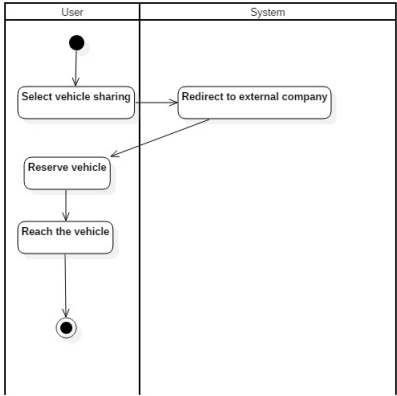 User
System
Select vehicle sharing
Redirect to external company
Reserve vehicle
Reach the vehicle